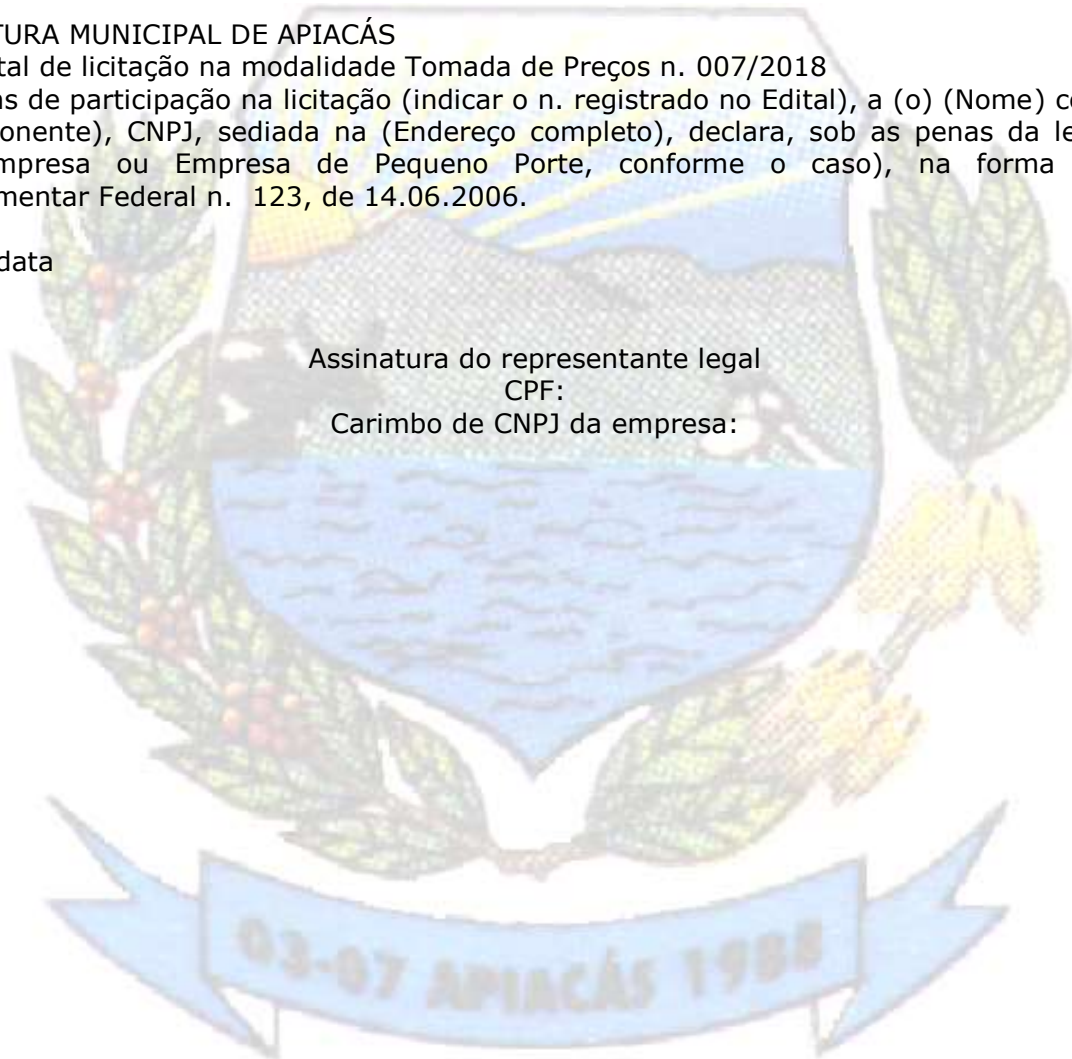 TURA MUNICIPAL DE APIACÁS
tal de licitação na modalidade Tomada de Preços n. 007/2018
s de participação na licitação (indicar o n. registrado no Edital), a (o) (Nome)
onente), CNPJ, sediada na (Endereço completo), declara, sob as penas da le
mpresa ou Empresa de Pequeno Porte, conforme o caso), na forma
mentar Federal n. 123, de 14.06.2006.
data
Assinatura do representante legal
CPF:
Carimbo de CNPJ da empresa:
03-07 APIACÁS 1988